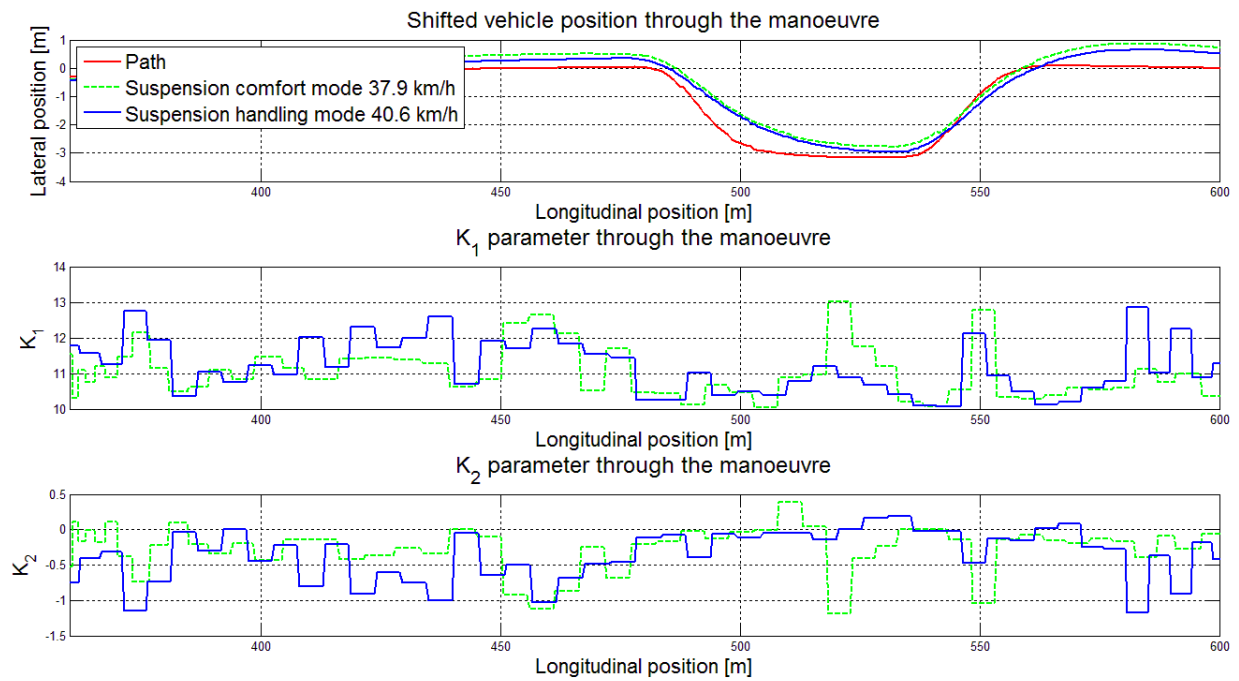 Shifted vehicle position through the manoeuvre
Lateral position [m]
1
0
-1
-2
-3
-4
Path
Suspension comfort mode 37.9 km/h
Suspension handling mode 40.6 km/h
400
450
500
550
600
Longitudinal position [m]
K1 parameter through the manoeuvre
K1
14
13
12
11
10
400
450
500
550
600
Longitudinal position [m]
K2 parameter through the manoeuvre
K2
0.5
0
-0.5
-1
-1.5
400
450
500
550
600
Longitudinal position [m]